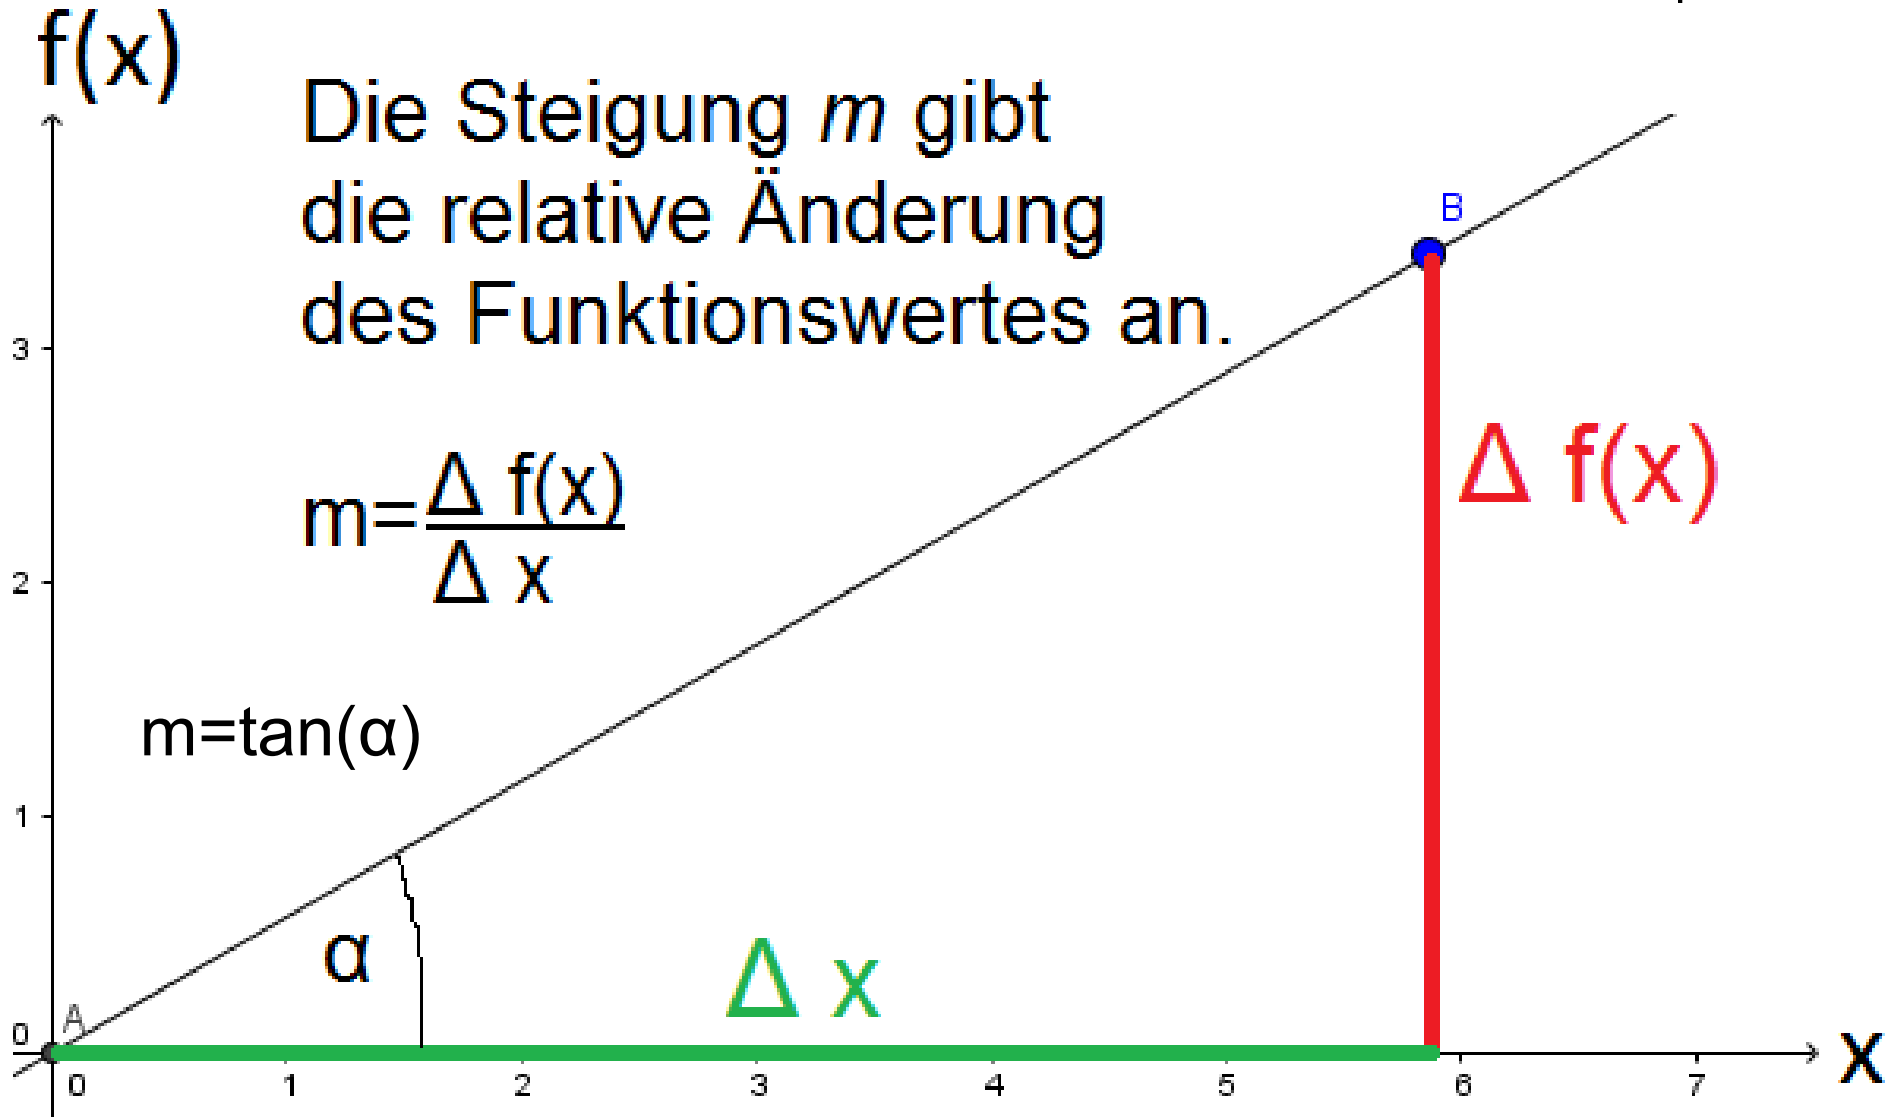 f(x)
Die Steigung m gibt
die relative Änderung
des Funktionswertes an.
B
3
Δ f(x)
m=Δ f(x)
Δ x
2
m=tan(α)
1
α
Δ x
A
0
x
0 1 2 3 4 5 6 7